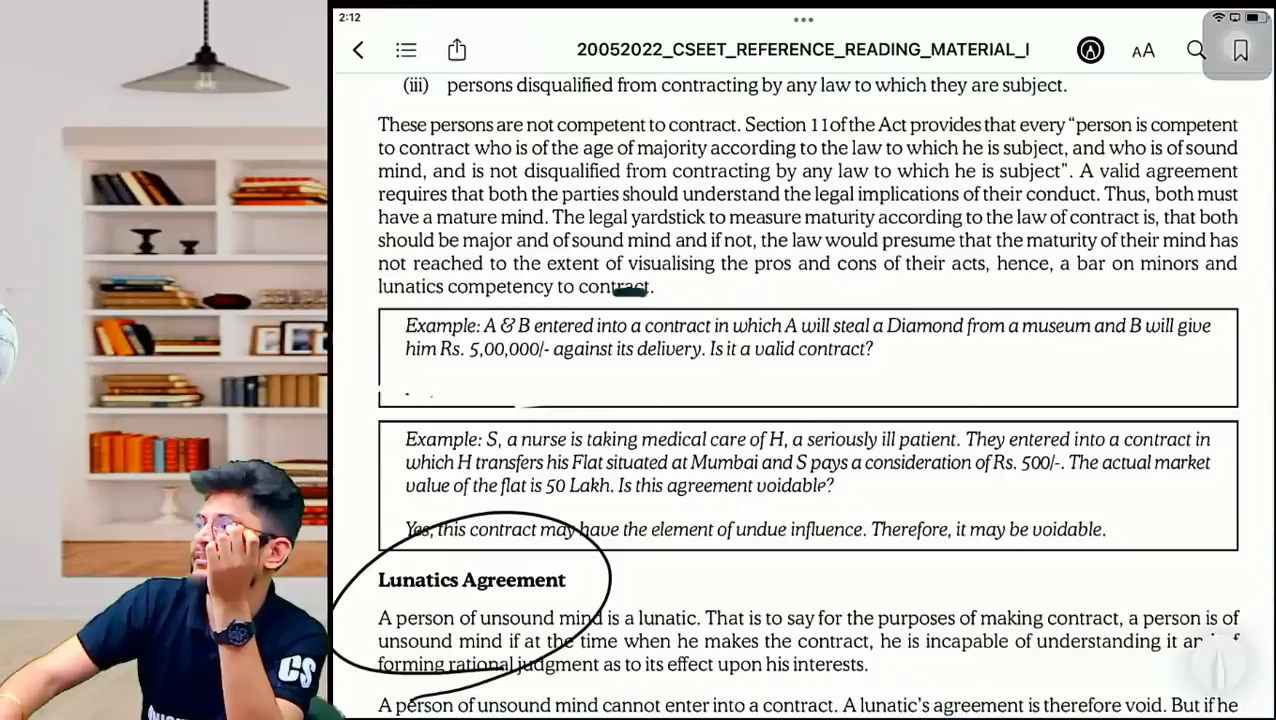 2:12
20052022_CSEET_REFERENCE_READING_MATERIAL_I
AA
(iii) persons disqualified from contracting by any law to which they are subject.
These persons are not competent to contract. Section 11of the Act provides that every “person is competent
to contract who is of the age of majority according to the law to which he is subject, and who is of sound
mind, and is not disqualified from contracting by any law to which he is subject”. A valid agreement
requires that both the parties should understand the legal implications of their conduct. Thus, both must
have a mature mind. The legal yardstick to measure maturity according to the law of contract is, that both
should be major and of sound mind and if not, the law would presume that the maturity of their mind has
not reached to the extent of visualising the pros and cons of their acts, hence, a bar on minors and
lunatics competency to contract.
Example: A & B entered into a contract in which A will steal a Diamond from a museum and B will give
him Rs. 5,00,000/- against its delivery. Is it a valid contract?
Example: S, a nurse is taking medical care of H, a seriously ill patient. They entered into a contract in
which H transfers his Flat situated at Mumbai and S pays a consideration of Rs. 500/-. The actual market
value of the flat is 50 Lakh. Is this agreement voidable?
Yes, this contract may have the element of undue influence. Therefore, it may be voidable.
Lunatics Agreement
A person of unsound mind is a lunatic. That is to say for the purposes of making contract, a person is of
unsound mind if at the time when he makes the contract, he is incapable of understanding it
forming rational judgment as to its effect upon his interests.
A person of unsound mind cannot enter into a contract. A lunatic’s agreement is therefore void. But if he
CS